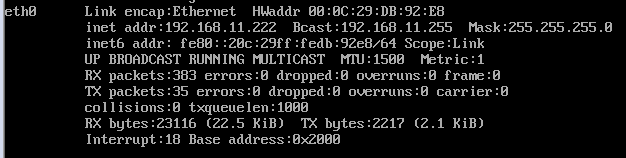 eth0 Link encap:Ethernet HWaddr 00:0C:29:DB:92:E8
inet addr:192.168.11.222 Bcast:192.168.11.255 Mask:255.255.255.0
inet6 addr: fe80::20c:29ff:fedb:92e8/64 Scope:Link
UP BROADCAST RUNNING MULTICAST MTU:1500 Metric:1
RX packets:383 errors:0 dropped:0 overruns:0 frame:0
TX packets:35 errors:0 dropped:0 overruns:0 carrier:0
collisions:0 txqueuelen:1000
RX bytes:23116 (22.5 KiB) TX bytes:2217 (2.1 KiB)
Interrupt:18 Base address:0x2000